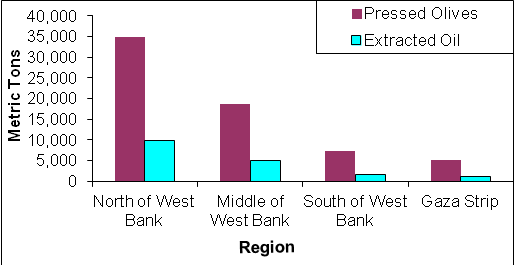 Pressed Olives
Extracted Oil
Metric Tons
40,000
35,000
30,000
25,000
20,000
15,000
10,000
5,000
0
North of West
Bank
Middle of
West Bank
South of West
Bank
Gaza Strip
Region